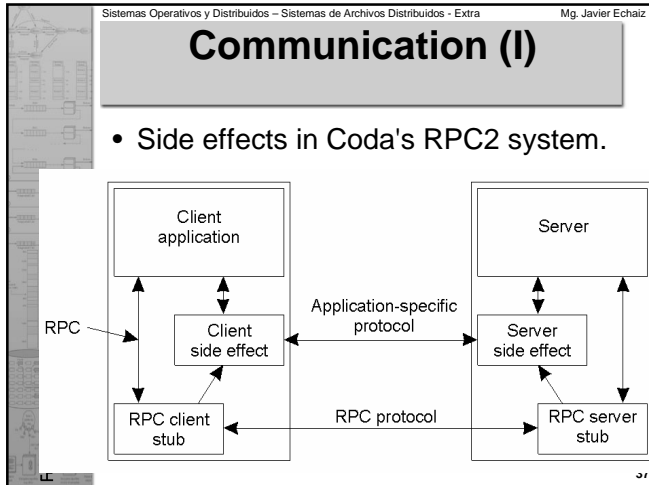 Sistemas Operativos y Distribuidos – Sistemas de Archivos Distribuidos - Extra Mg. Javier Echaiz
Communication (I)
• Side effects in Coda's RPC2 system.
Client
application
Server
Application-specific
protocol
RPC
Client
side effect
Server
side effect
RPC client
stub
RPC protocol
RPC server
stub